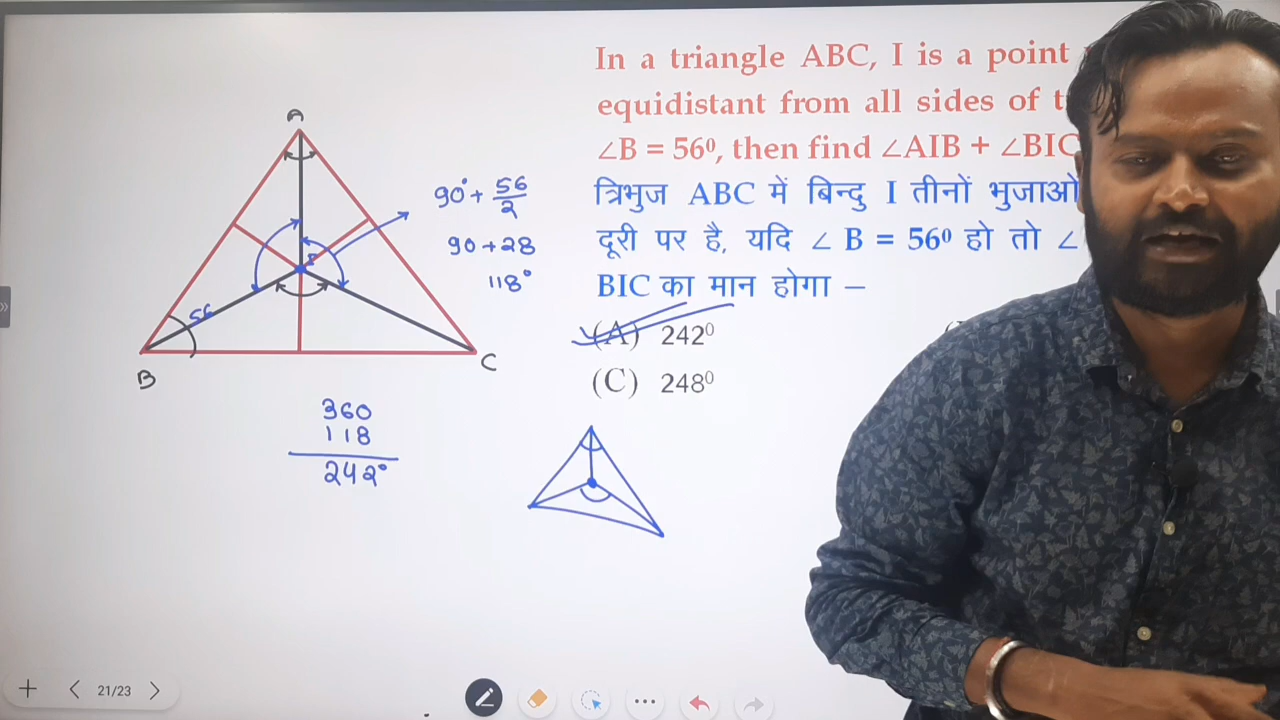 In a triangle ABC, I is a point
equidistant from all sides of t
∠B = 56⁰, then find ∠AIB + ∠BIC
त्रिभुज ABC में बिन्दु I तीनों भुजाओं
दूरी पर है, यदि ∠ B = 56⁰ हो तो ∠
BIC का मान होगा –
(A) 242⁰
(C) 248⁰
A
90° + 56/2
90 + 28
118°
I
56
B
C
360
118
242°
21/23